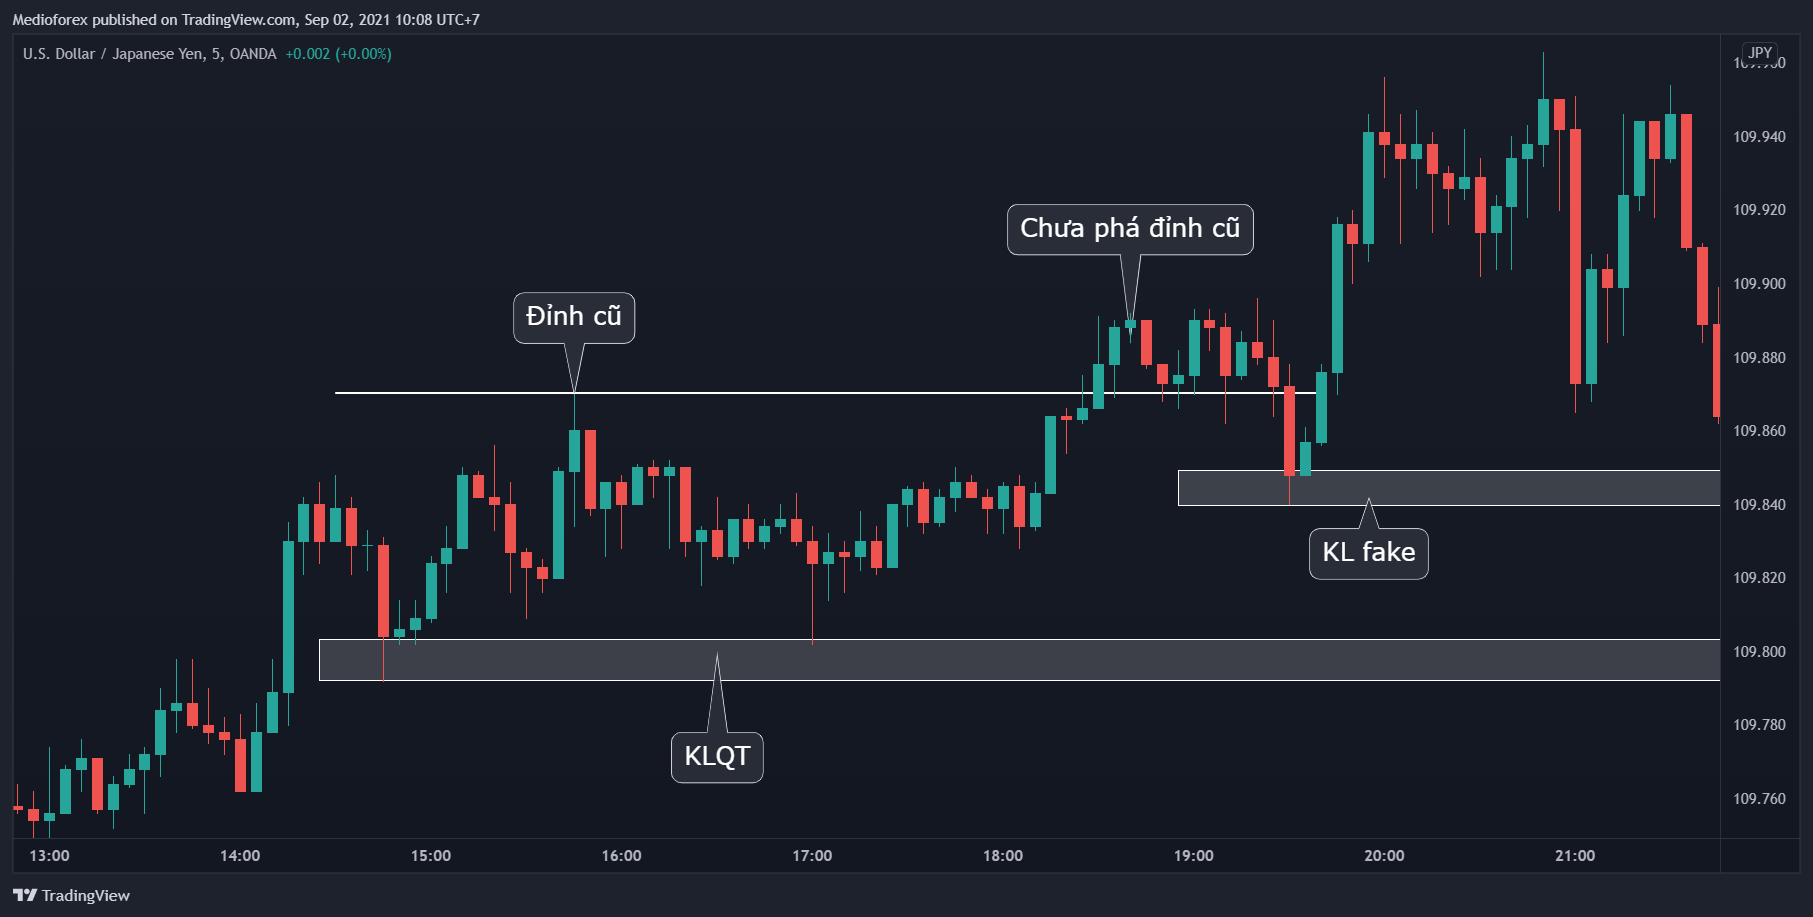 Medioforex published on TradingView.com, Sep 02, 2021 10:08 UTC+7
U.S. Dollar / Japanese Yen, 5, OANDA +0.002 (+0.00%)
JPY
109.940
109.920
109.900
109.880
109.860
109.840
109.820
109.800
109.780
109.760
Chưa phá đỉnh cũ
Đỉnh cũ
KL fake
KLQT
13:00 14:00 15:00 16:00 17:00 18:00 19:00 20:00 21:00
TradingView